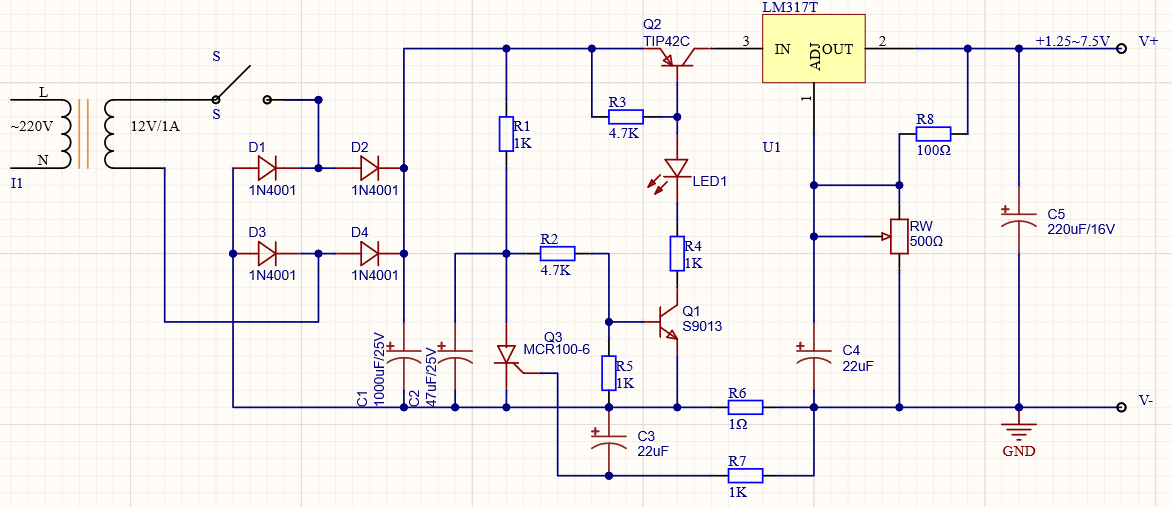 LM317T
Q2
TIP42C
3
IN
ADJ
OUT
2
+1.25~7.5V
V+
S
S
L
~220V
N
I1
12V/1A
R3
4.7K
1
R1
1K
R8
100Ω
U1
D1
1N4001
D2
1N4001
LED1
C5
220uF/16V
RW
500Ω
D3
1N4001
D4
1N4001
R2
4.7K
R4
1K
Q1
S9013
C1
1000uF/25V
C2
47uF/25V
Q3
MCR100-6
R5
1K
C4
22uF
R6
1Ω
V-
C3
22uF
GND
R7
1K